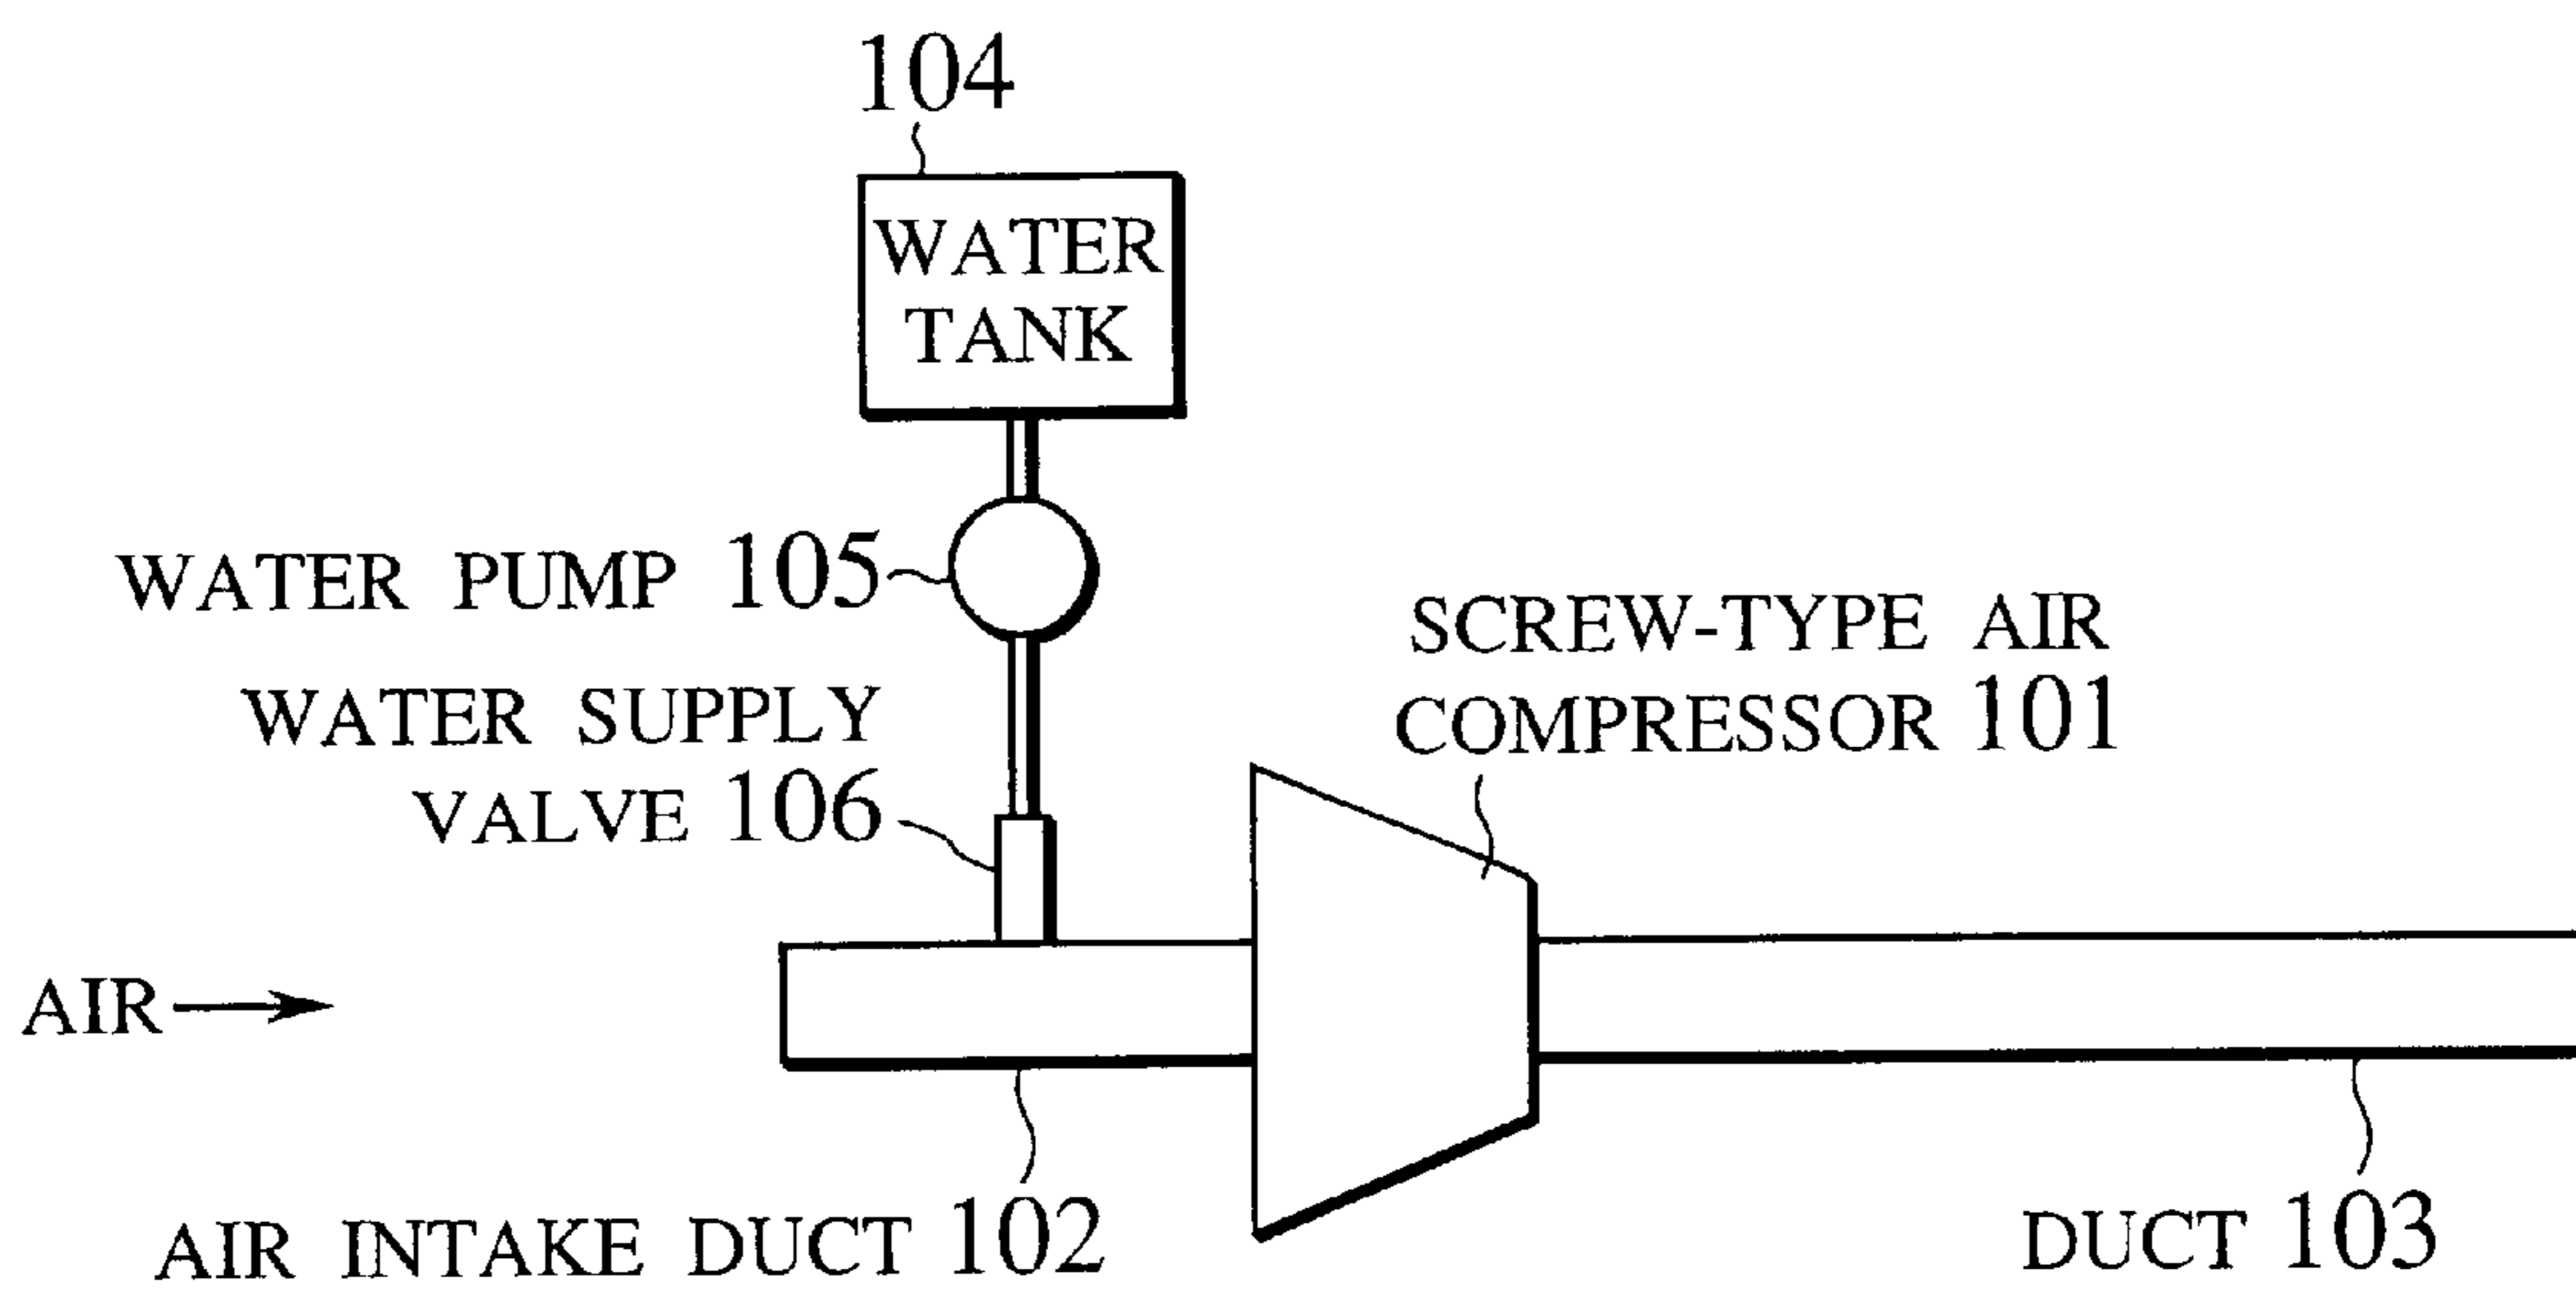 104
WATER
TANK
WATER PUMP 105
SCREW-TYPE AIR
COMPRESSOR 101
WATER SUPPLY
VALVE 106
AIR
AIR INTAKE DUCT 102
DUCT 103